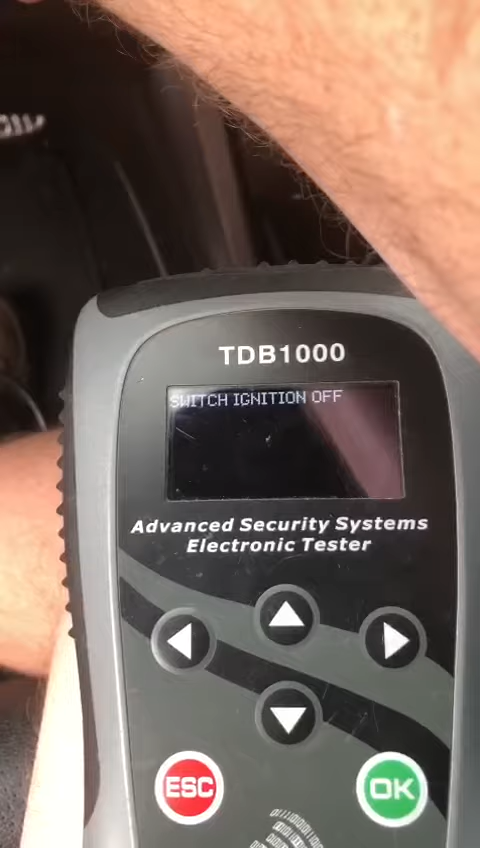 TDB1000
SWITCH IGNITION OFF
Advanced Security Systems
Electronic Tester
ESC
OK